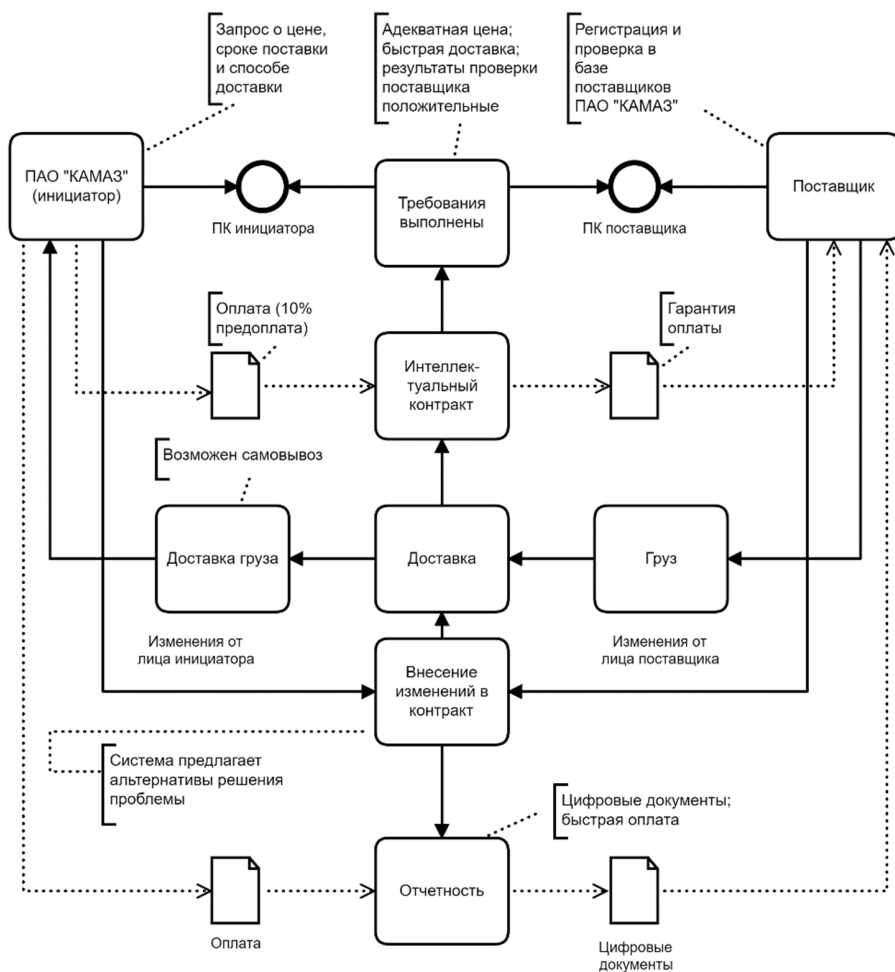 Запрос о цене,
сроке поставки
и способе
доставки
Адекватная цена;
быстрая доставка;
результаты проверки
поставщика
положительные
Регистрация и
проверка в
базе
поставщиков
ПАО "КАМАЗ"
ПАО "КАМАЗ"
(инициатор)
ПК инициатора
Требования
выполнены
ПК поставщика
Поставщик
Оплата (10%
предоплата)
Интеллек-
туальный
контракт
Гарантия
оплаты
Возможен самовывоз
Доставка груза
Доставка
Груз
Изменения от
лица инициатора
Внесение
изменений в
контракт
Изменения от
лица поставщика
Система предлагает
альтернативы решения
проблемы
Цифровые документы;
быстрая оплата
Оплата
Отчетность
Цифровые
документы